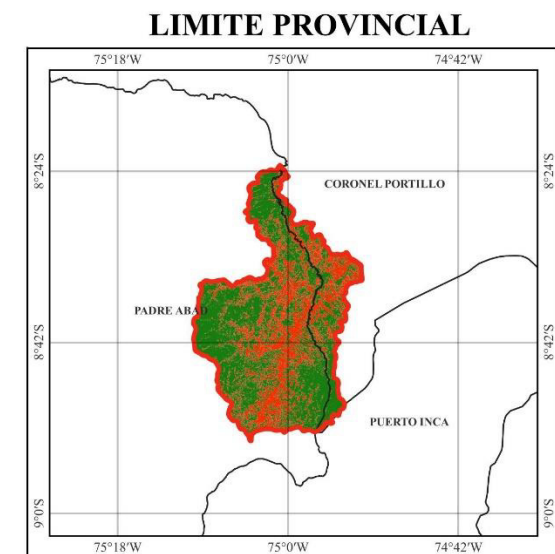 LIMITE PROVINCIAL
75°18'W 75°0'W 74°42'W
8°24'S 8°24'S
CORONEL PORTILLO
PADRE ABAD
8°42'S 8°42'S
PUERTO INCA
9°0'S 9°0'S
75°18'W 75°0'W 74°42'W